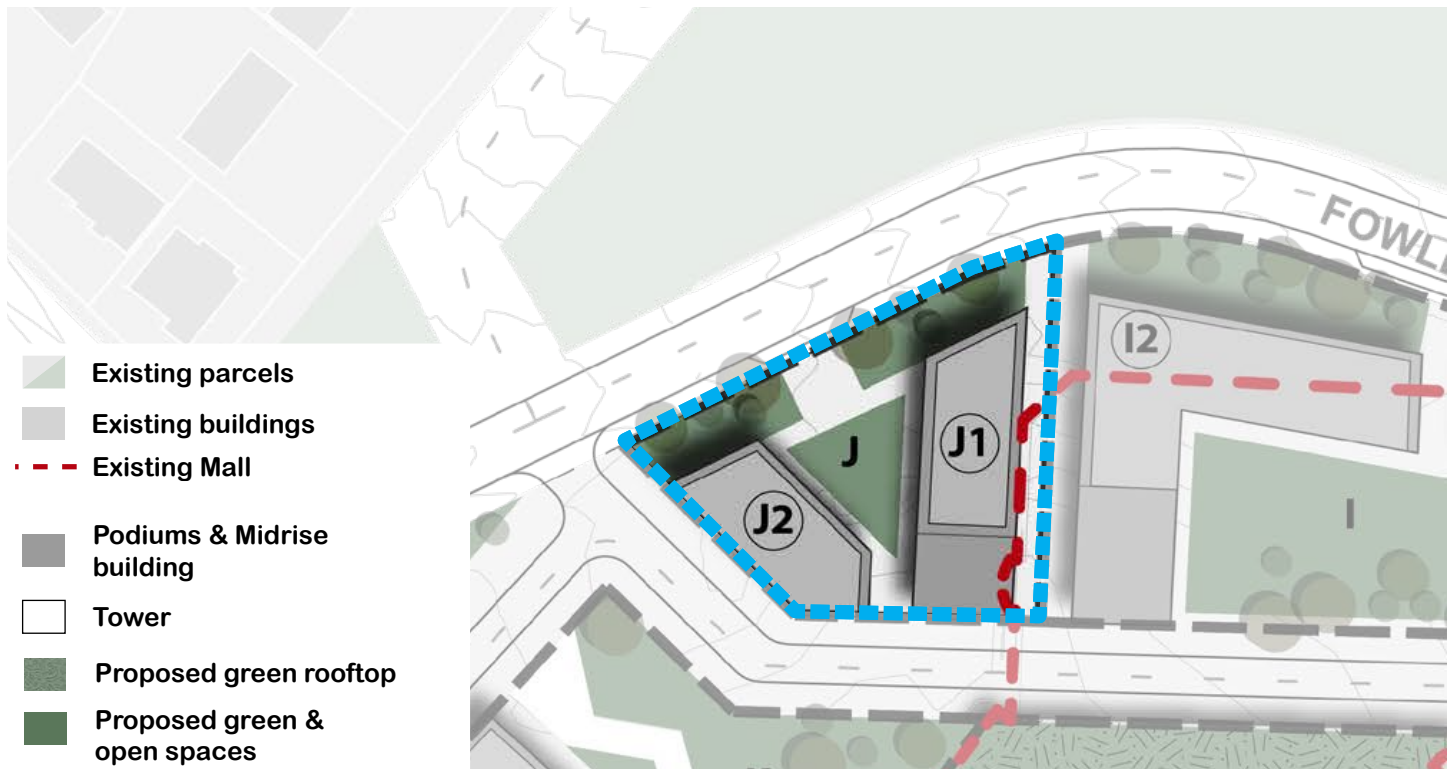 FOWL
I2
J1
J
J2
I
Existing parcels
Existing buildings
Existing Mall
Podiums & Midrise
building
Tower
Proposed green rooftop
Proposed green &
open spaces